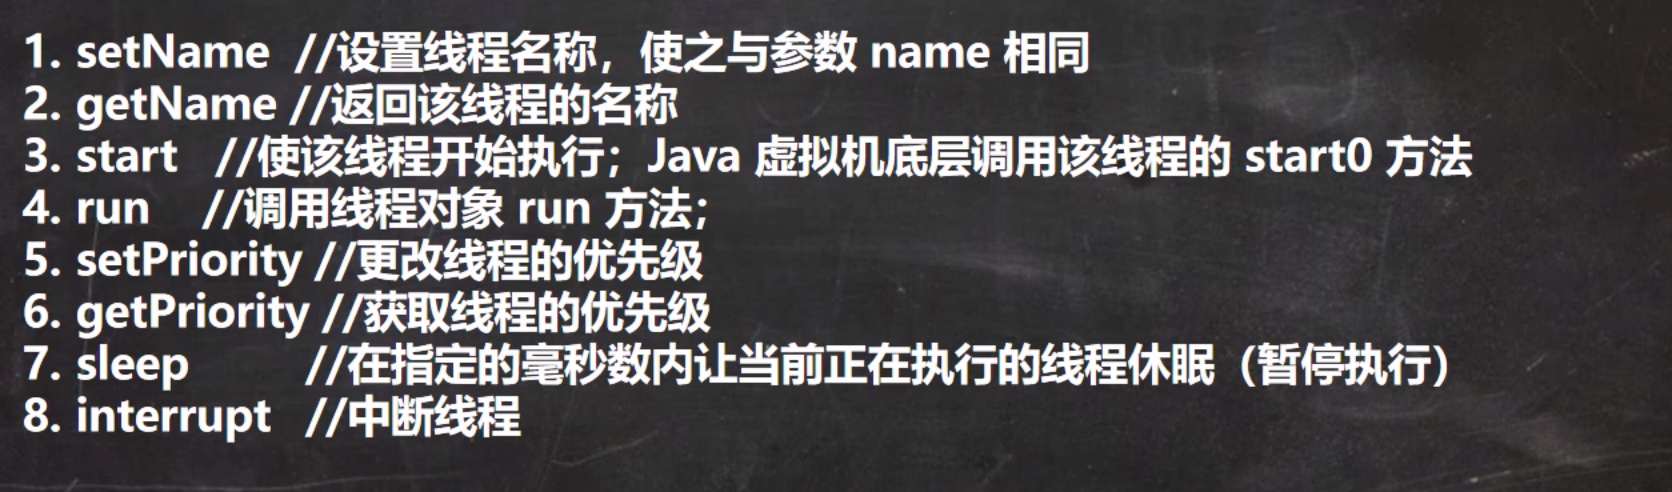 1. setName //设置线程名称，使之与参数 name 相同
2. getName //返回该线程的名称
3. start //使该线程开始执行；Java 虚拟机底层调用该线程的 start0 方法
4. run //调用线程对象 run 方法；
5. setPriority //更改线程的优先级
6. getPriority //获取线程的优先级
7. sleep //在指定的毫秒数内让当前正在执行的线程休眠（暂停执行）
8. interrupt //中断线程